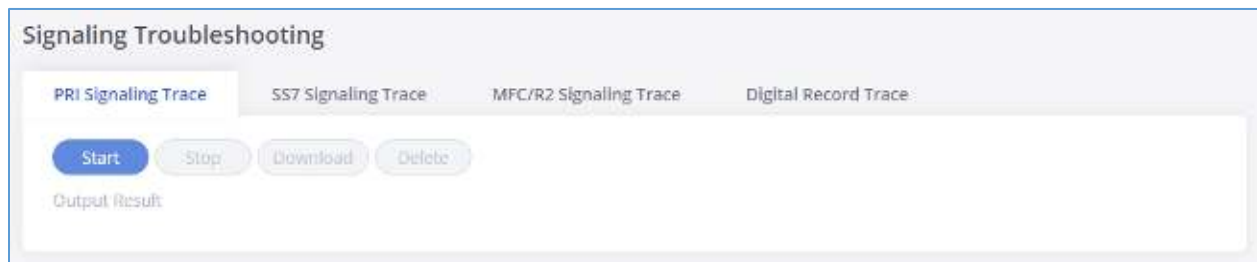 Signaling Troubleshooting
PRI Signaling Trace SS7 Signaling Trace MFC/R2 Signaling Trace Digital Record Trace
Start Stop Download Delete
Output Result